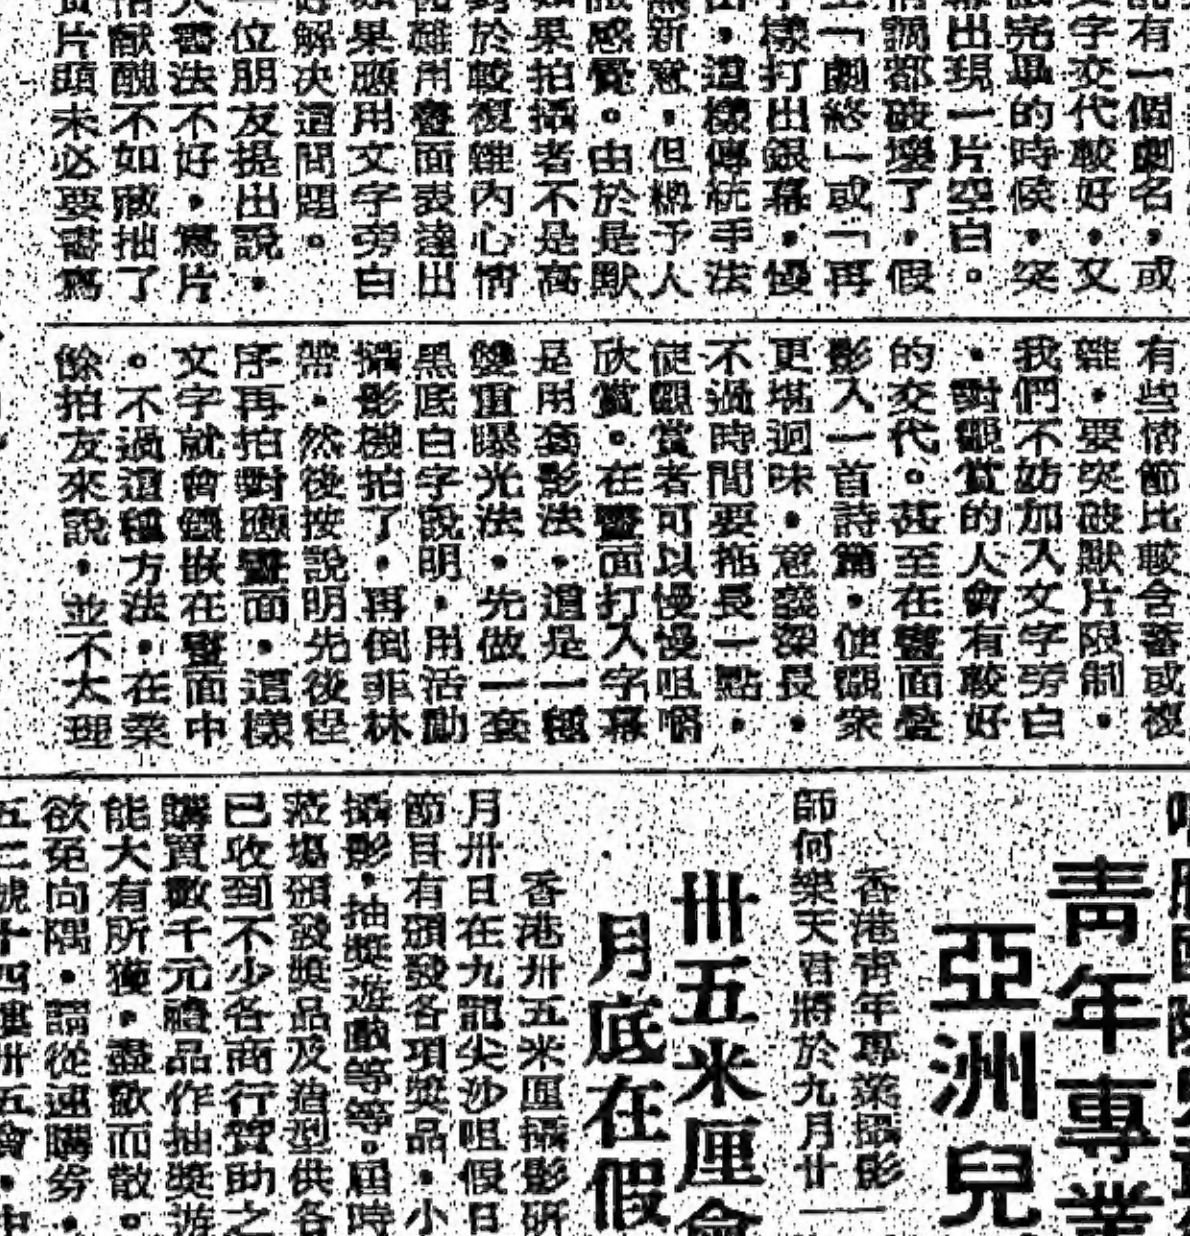 有一個劇名，或
字交代較好，又
完畢的時候，突
出現一片空白。
調都破壞了，假
「劇終」或「再
樣打出銀幕，慢
，這樣傳統手法
新意，但總予人
感覺。由於是默
果拍攝者不是高
於較複雜內心情
雖用畫面表達出
果應用文字旁白
解決這問題。
位朋友提出說，
書法不好，寫片
獻醜不如藏拙了
片頭未必要書寫
有些情節比較含蓄或複
雜，要突破默片限制，
我們不妨加入文字旁白
，對觀賞的人會有較好
的交代。甚至在畫面疊
影入一首詩篇，使觀眾
更堪迴味，意義深長，
不過時間要拖長一點，
使觀賞者可以慢慢咀嚼
欣賞。在畫面打入字幕
是用套影法，這是一種
雙重曝光法，先做一套
黑底白字說明，用活動
攝影機拍了，再倒菲林
帶，然後按說明先後程
序再拍對應畫面，這樣
文字就會鑲嵌在畫面中
。不過這種方法，在業
餘拍友來說，並不太理
青年專業
亞洲兒
香港青年專業攝影
師何樂天君將於九月廿
卅五米厘會
月底在假
香港卅五米厘攝影研
月卅日在九龍尖沙咀假日
節目有頒發各項獎品，小
攝影，抽獎遊戲等等。屆時
蒞場頒發獎品及造型供各
已收到不少各商行贊助之
購買數千元禮品作抽獎遊
能大有所獲，盡歡而散。
欲免向隅，請從速購券，
五二號十四樓卅五會，